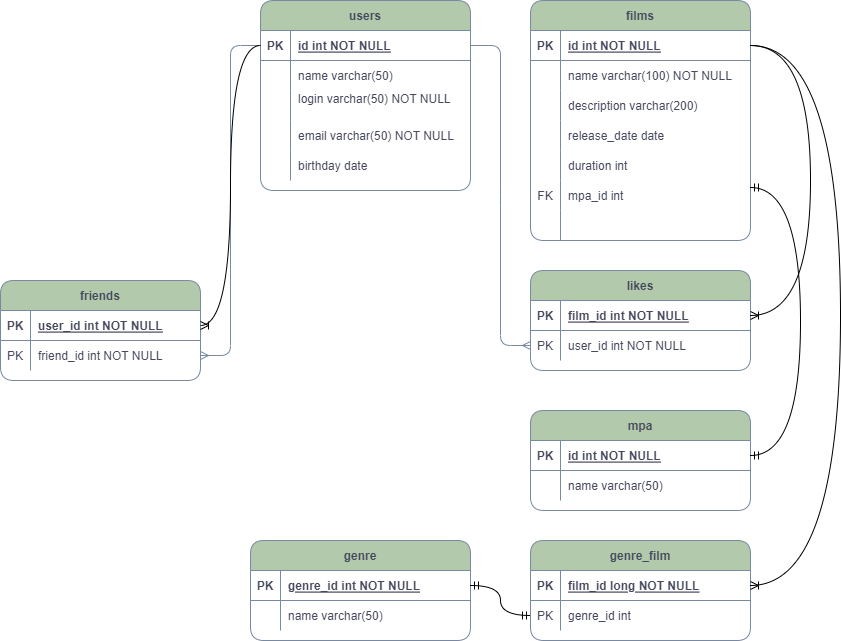 users
PK id int NOT NULL
name varchar(50)
login varchar(50) NOT NULL
email varchar(50) NOT NULL
birthday date
films
PK id int NOT NULL
name varchar(100) NOT NULL
description varchar(200)
release_date date
duration int
FK mpa_id int
friends
PK user_id int NOT NULL
PK friend_id int NOT NULL
likes
PK film_id int NOT NULL
PK user_id int NOT NULL
mpa
PK id int NOT NULL
name varchar(50)
genre
PK genre_id int NOT NULL
name varchar(50)
genre_film
PK film_id long NOT NULL
PK genre_id int